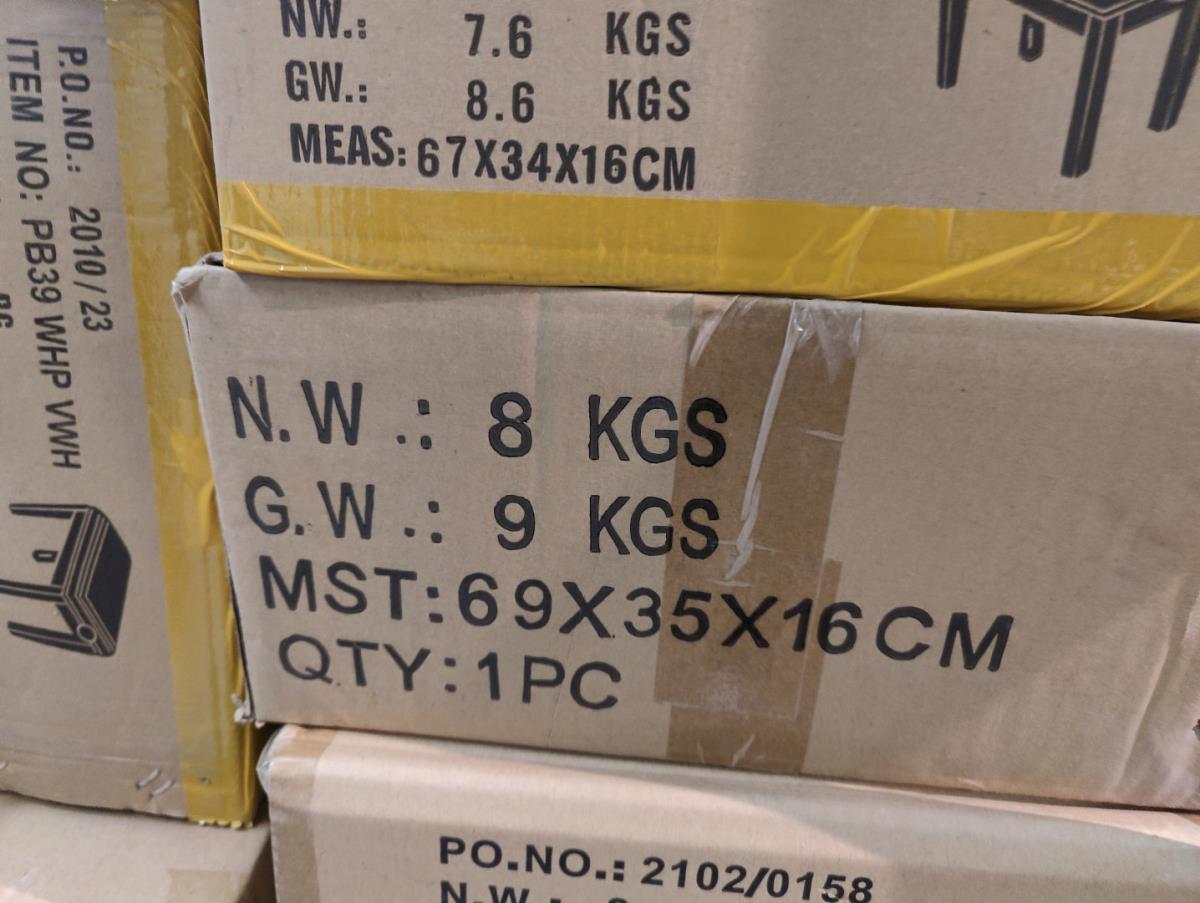 NW.: 7.6 KGS
GW.: 8.6 KGS
MEAS: 67X34X16CM
P.O.NO.: 2010/23
ITEM NO: PB39 WHP VWH
N.W.: 8 KGS
G.W.: 9 KGS
MST: 69X35X16CM
QTY: 1PC
PO.NO.: 2102/0158
N.W.: